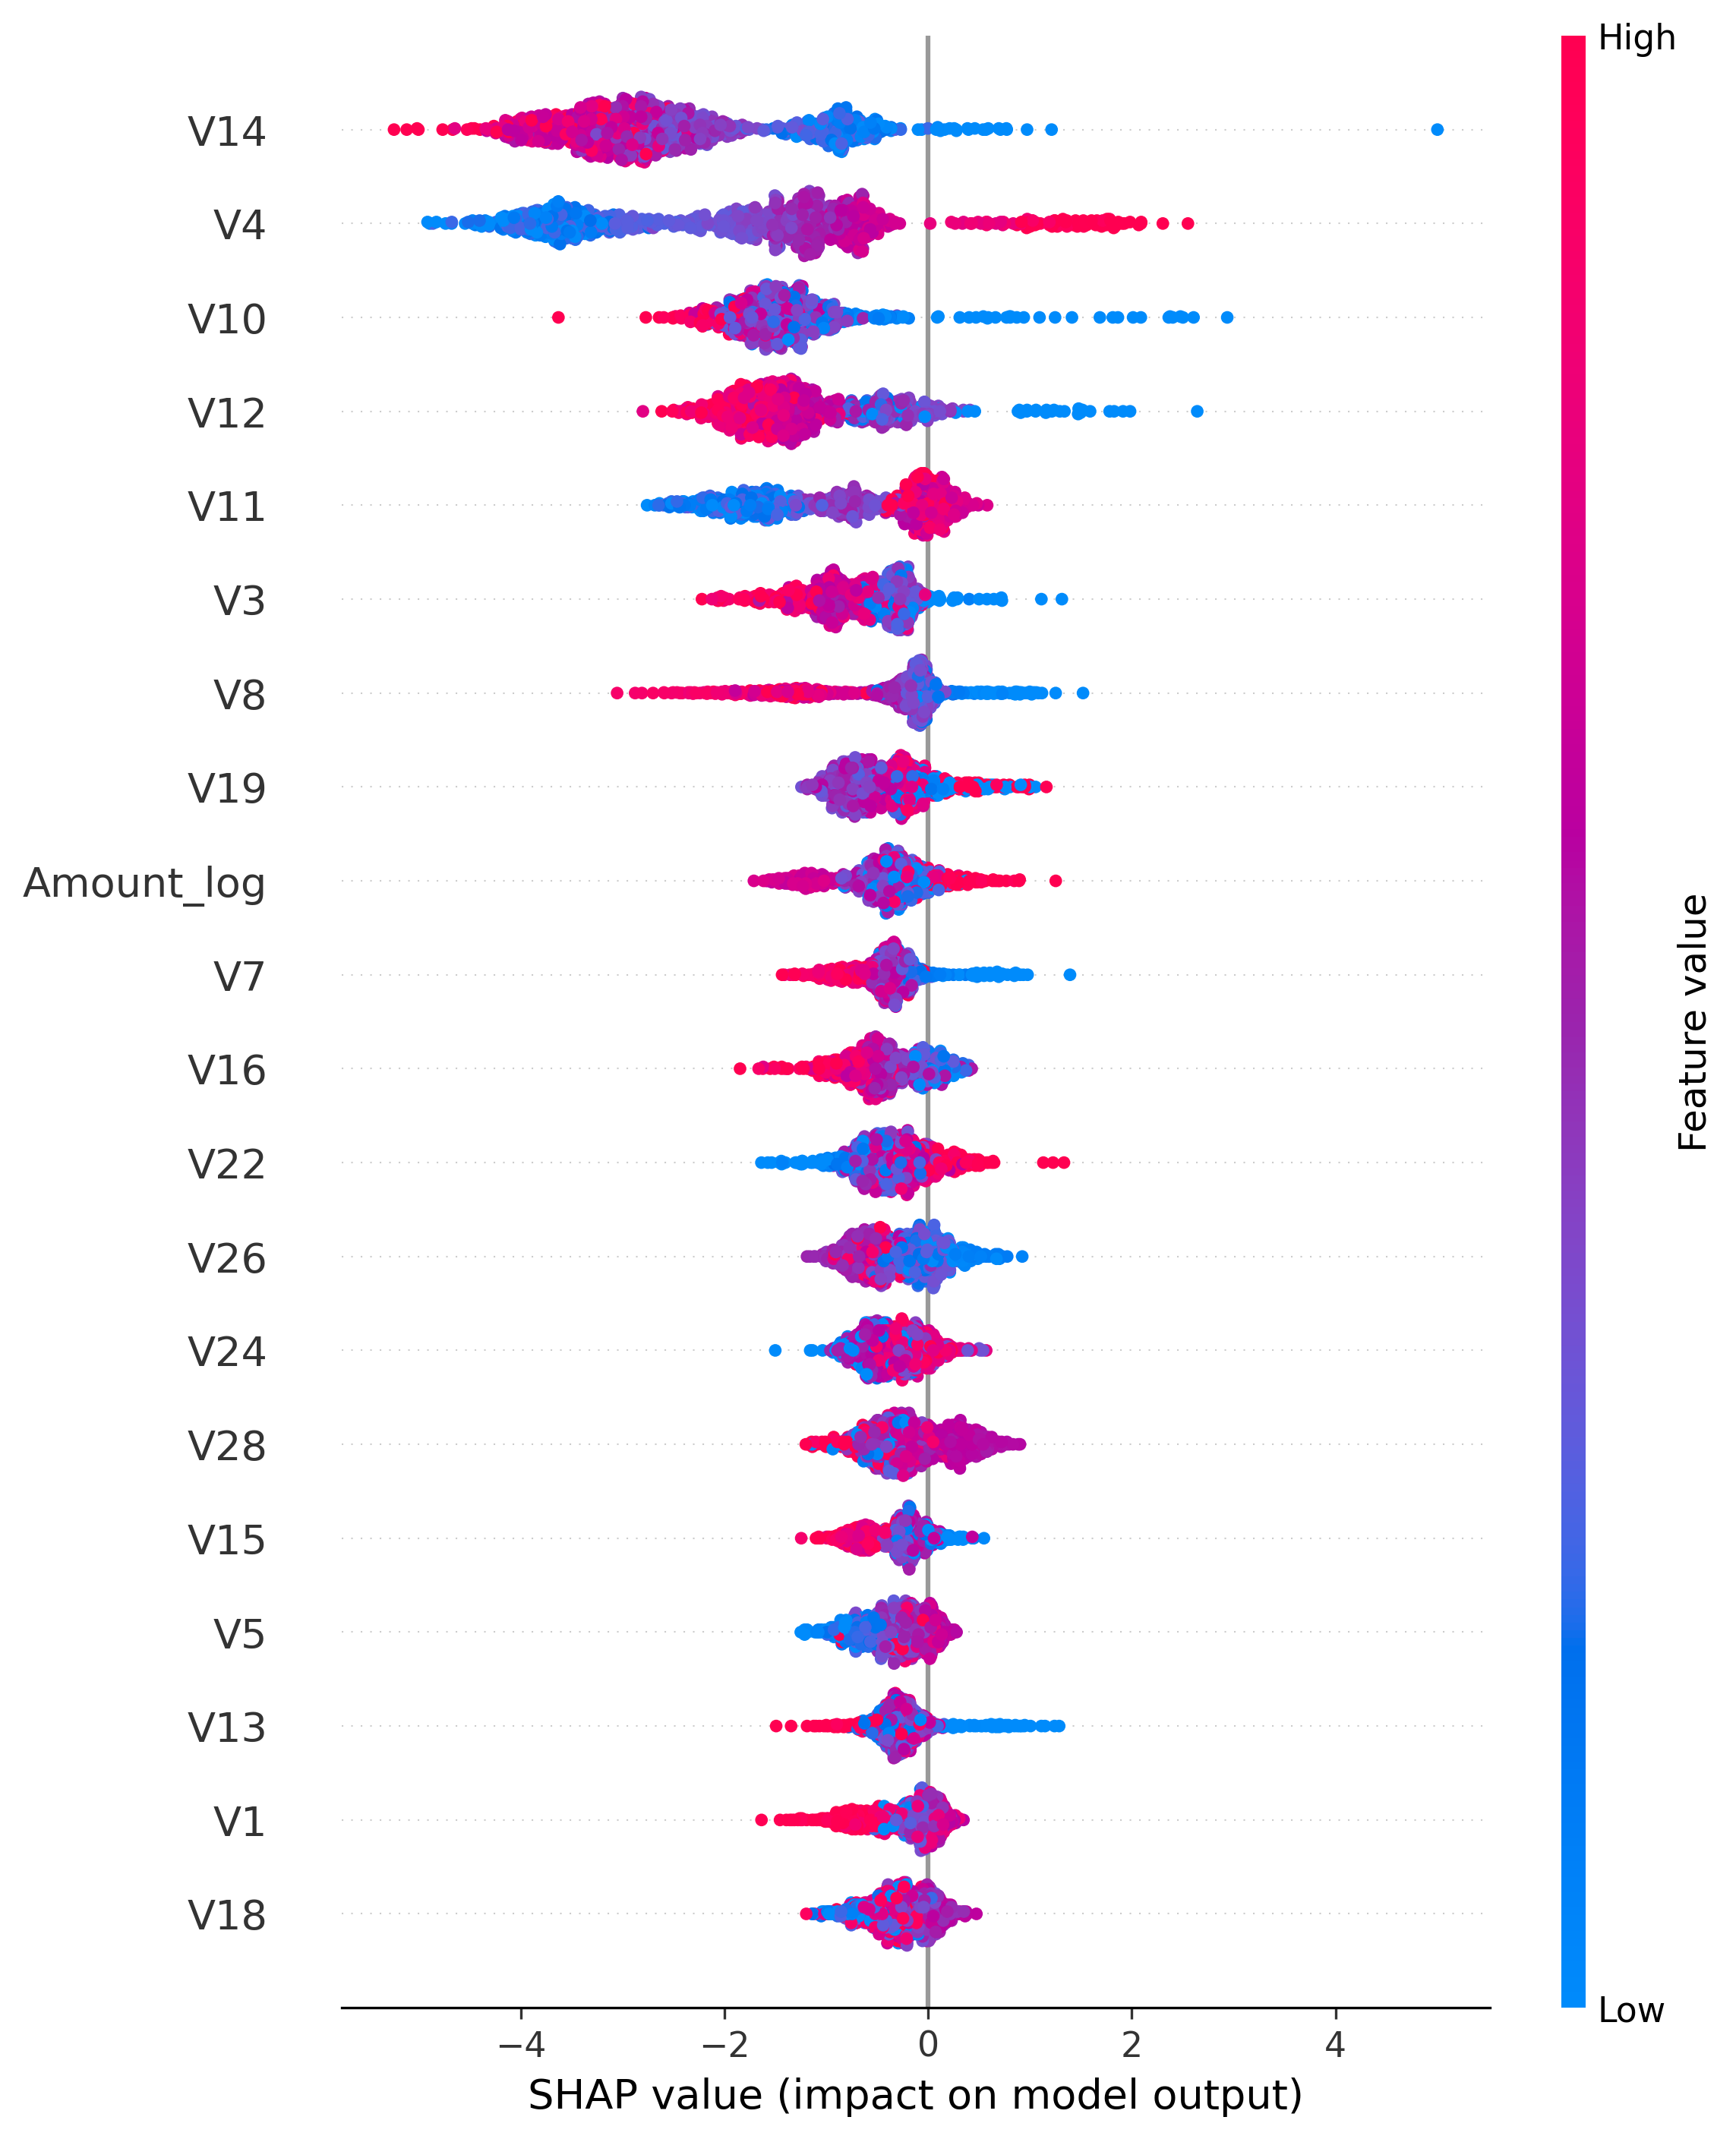 High
V14
V4
V10
V12
V11
V3
V8
V19
Amount_log
V7
V16
V22
V26
V24
V28
V15
V5
V13
V1
V18
Feature value
Low
−4 −2 0 2 4
SHAP value (impact on model output)